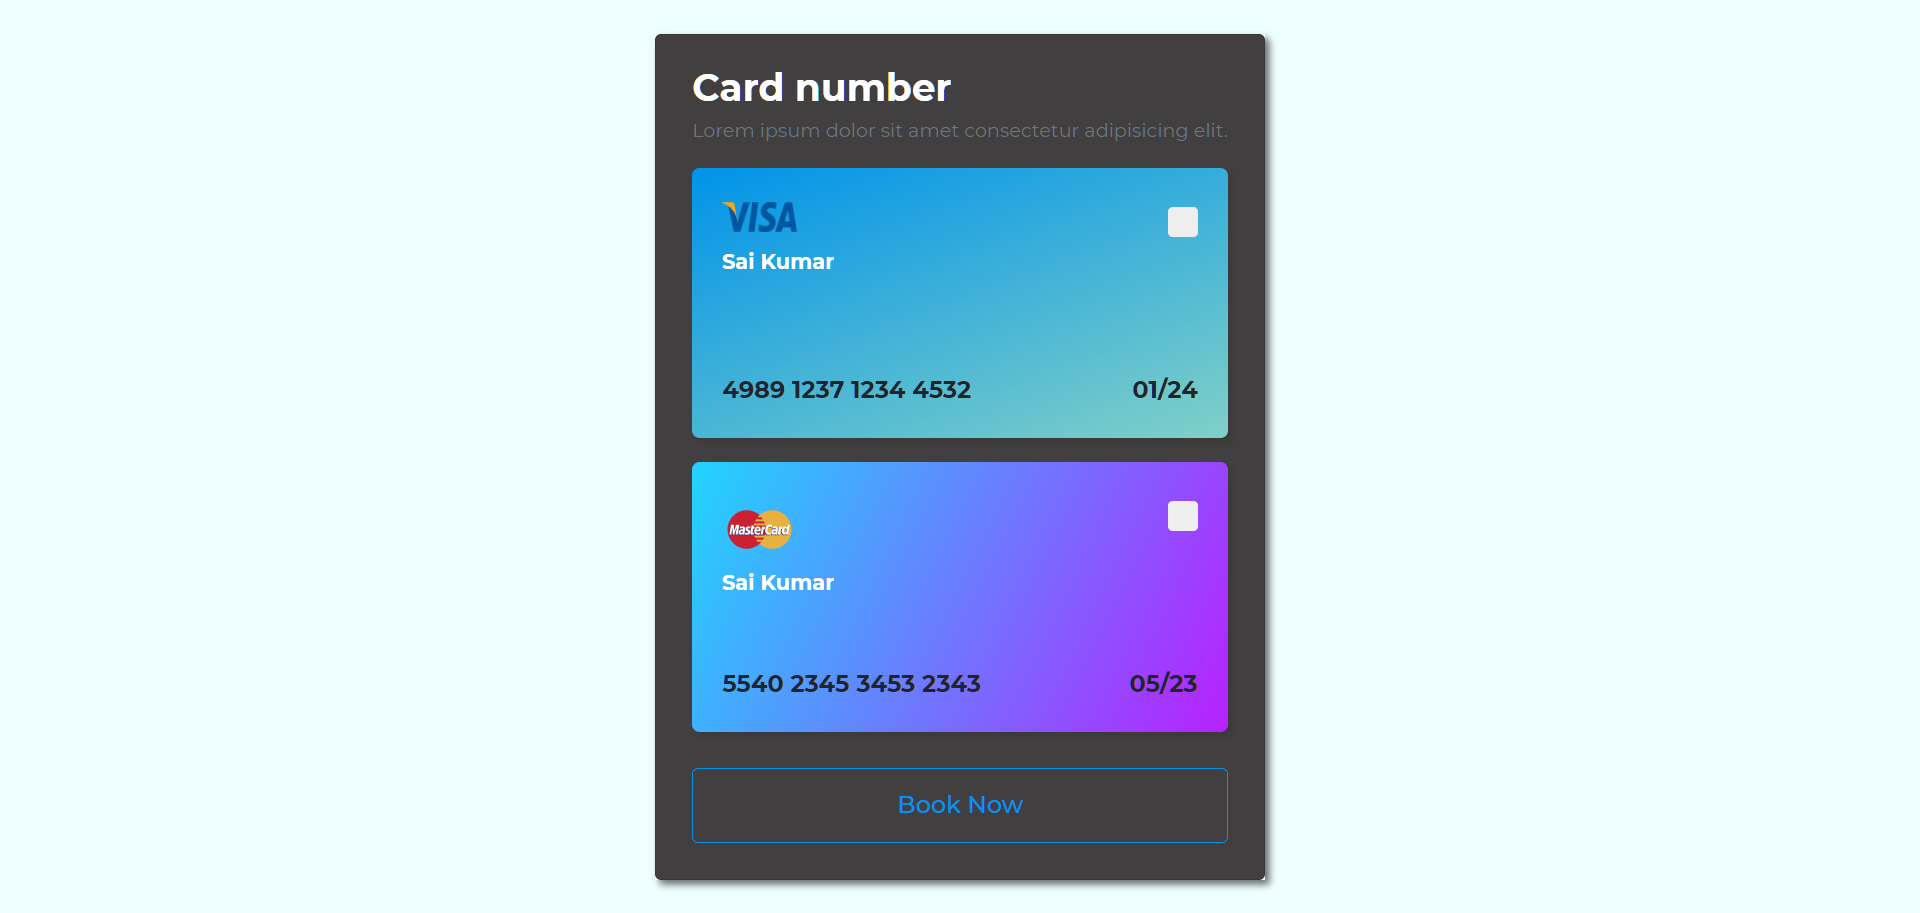 Card number
Lorem ipsum dolor sit amet consectetur adipisicing elit.
VISA
Sai Kumar
4989 1237 1234 4532 01/24
MasterCard
Sai Kumar
5540 2345 3453 2343 05/23
Book Now